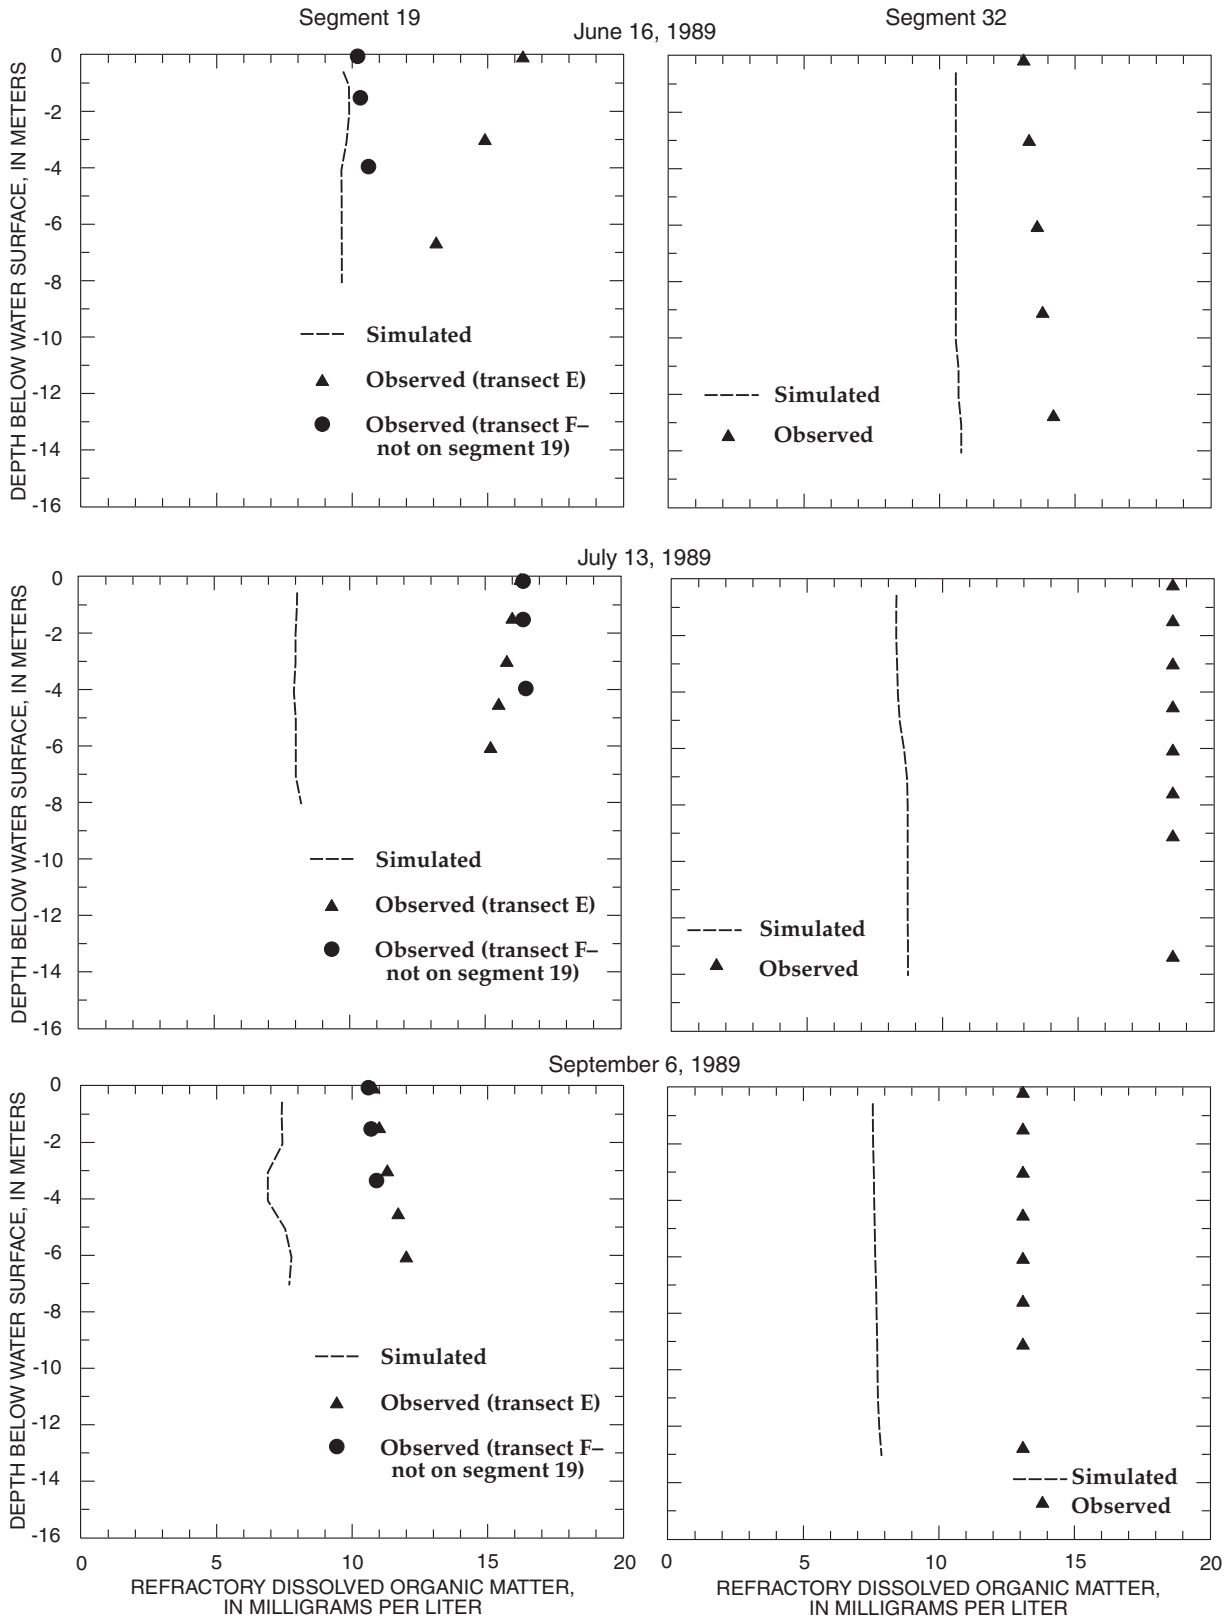 Segment 19
Segment 32
June 16, 1989
DEPTH BELOW WATER SURFACE, IN METERS
0
-2
-4
-6
-8
-10
-12
-14
-16
Simulated
Observed (transect E)
Observed (transect F–
not on segment 19)
Simulated
Observed
July 13, 1989
DEPTH BELOW WATER SURFACE, IN METERS
0
-2
-4
-6
-8
-10
-12
-14
-16
Simulated
Observed (transect E)
Observed (transect F–
not on segment 19)
Simulated
Observed
September 6, 1989
DEPTH BELOW WATER SURFACE, IN METERS
0
-2
-4
-6
-8
-10
-12
-14
-16
Simulated
Observed (transect E)
Observed (transect F–
not on segment 19)
Simulated
Observed
0 5 10 15 20
REFRACTORY DISSOLVED ORGANIC MATTER,
IN MILLIGRAMS PER LITER
0 5 10 15 20
REFRACTORY DISSOLVED ORGANIC MATTER,
IN MILLIGRAMS PER LITER